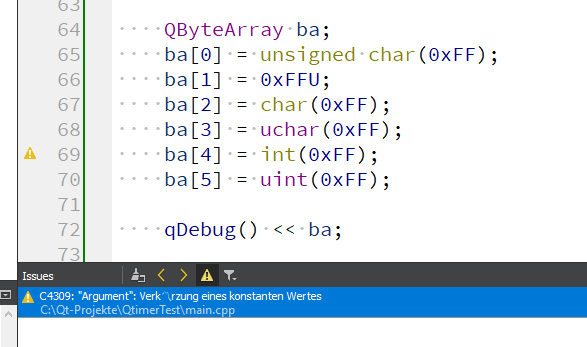 63
64 QByteArray ba;
65 ba[0] = unsigned char(0xFF);
66 ba[1] = 0xFFU;
67 ba[2] = char(0xFF);
68 ba[3] = uchar(0xFF);
69 ba[4] = int(0xFF);
70 ba[5] = uint(0xFF);
71
72 qDebug() << ba;
73
Issues
C4309: "Argument": Verk´\rzung eines konstanten Wertes
C:\Qt-Projekte\QtimerTest\main.cpp